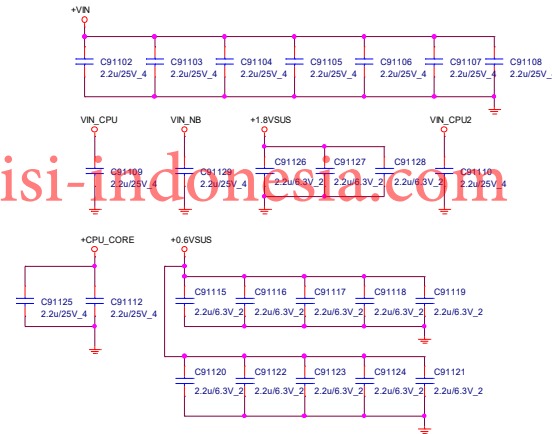 +VIN
C91102 C91103 C91104 C91105 C91106 C91107 C91108
2.2u/25V_4 2.2u/25V_4 2.2u/25V_4 2.2u/25V_4 2.2u/25V_4 2.2u/25V_4 2.2u/25V_
VIN_CPU VIN_NB +1.8VSUS VIN_CPU2
C91109 C91129 C91126 C91127 C91128 C91110
2.2u/25V_4 2.2u/25V_4 2.2u/6.3V_2 2.2u/6.3V_2 2.2u/6.3V_2 2.2u/25V_4
isi-indonesia.com
+CPU_CORE +0.6VSUS
C91125 C91112 C91115 C91116 C91117 C91118 C91119
2.2u/25V_4 2.2u/25V_4 2.2u/6.3V_2 2.2u/6.3V_2 2.2u/6.3V_2 2.2u/6.3V_2 2.2u/6.3V_2
C91120 C91122 C91123 C91124 C91121
2.2u/6.3V_2 2.2u/6.3V_2 2.2u/6.3V_2 2.2u/6.3V_2 2.2u/6.3V_2